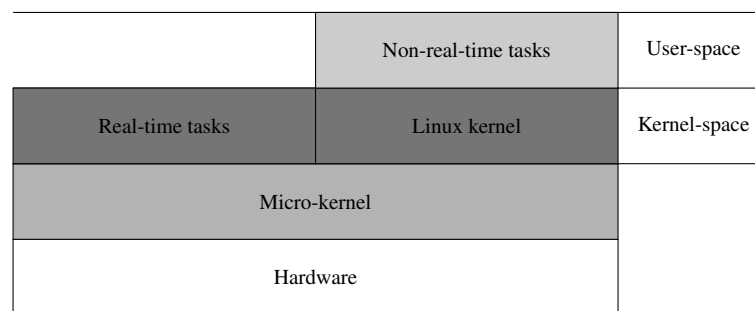 Non-real-time tasks
User-space
Real-time tasks
Linux kernel
Kernel-space
Micro-kernel
Hardware